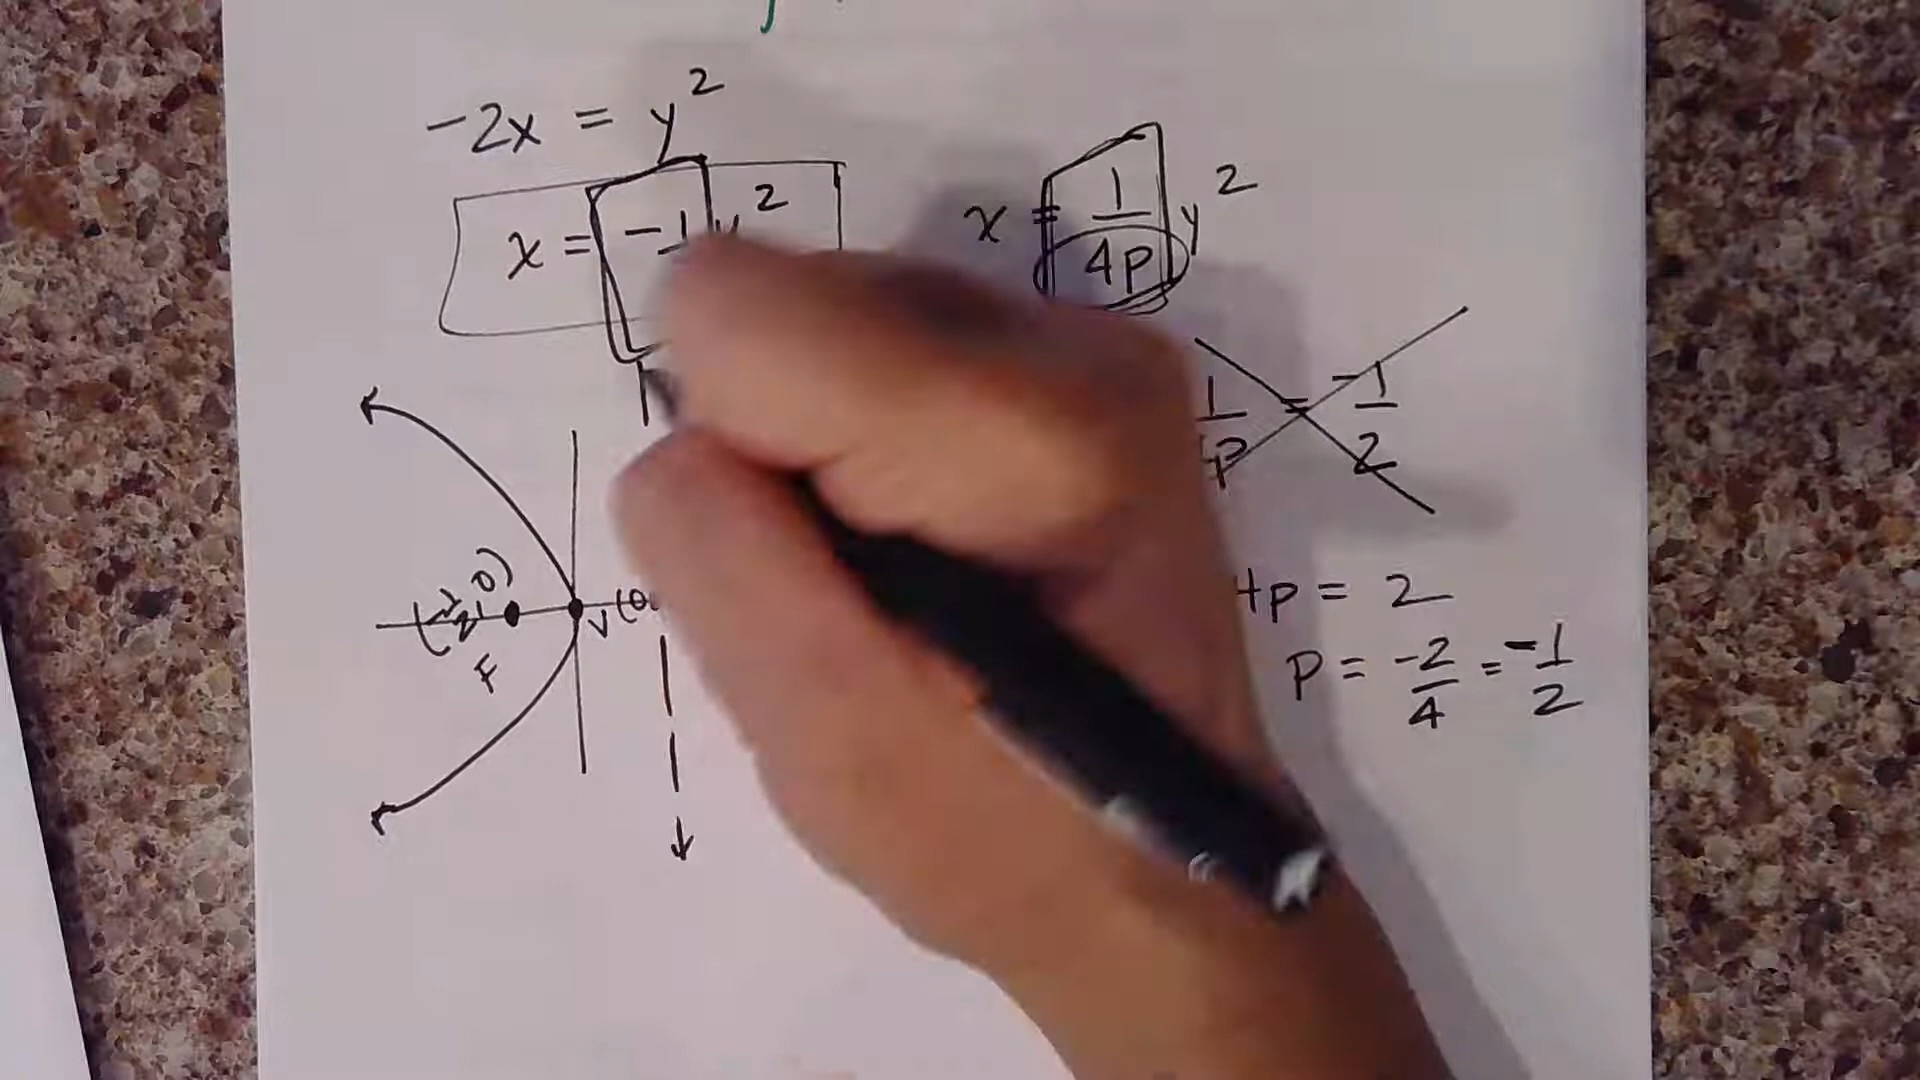 -2x = y²
x = -1 y²
x = 1/4p y²
1/4p = -1/2
4p = 2
p = -2/4 = -1/2
(-1/2, 0)
F
V (0